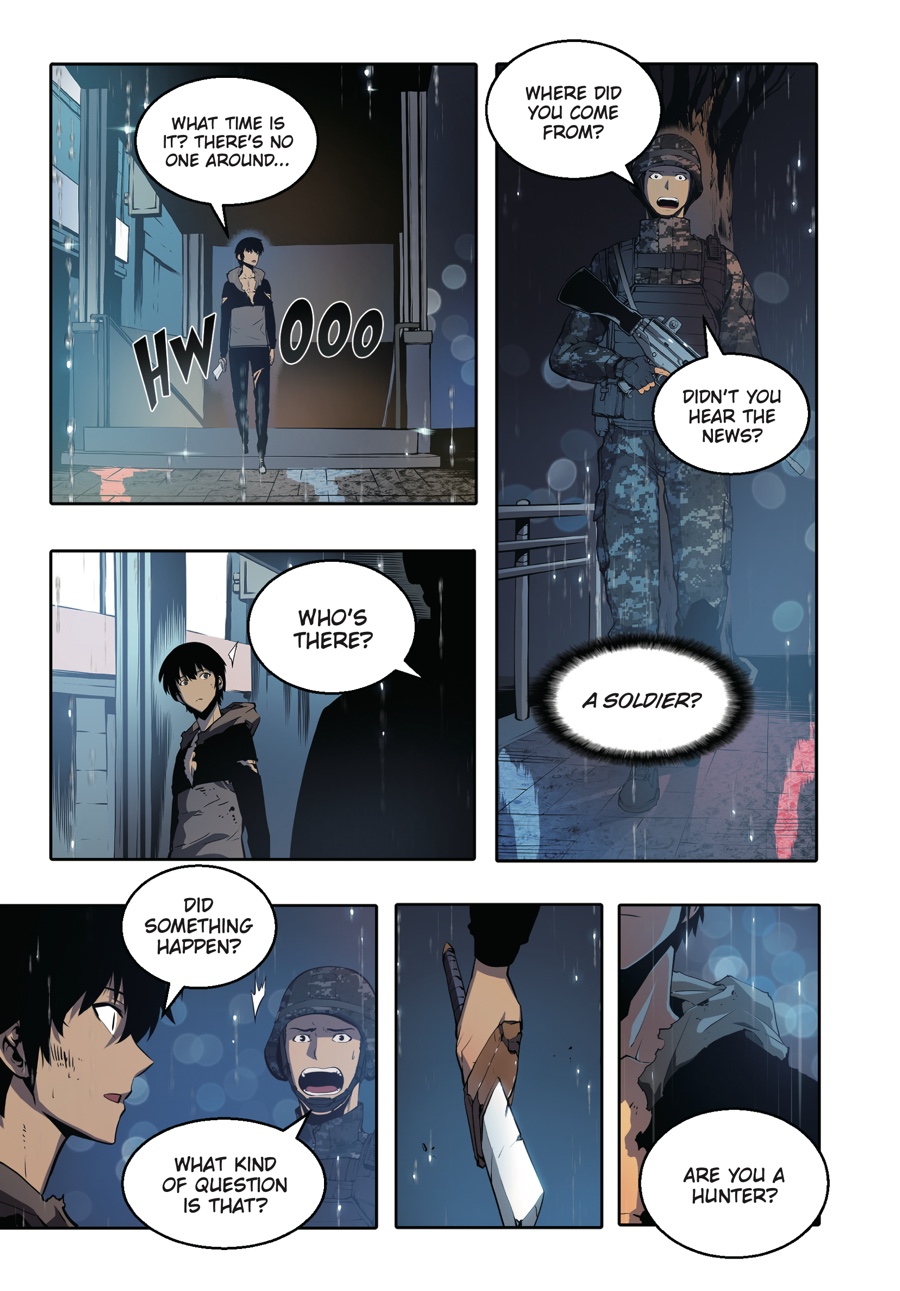 WHAT TIME IS
IT? THERE'S NO
ONE AROUND...
HW OOO
WHO'S
THERE?
WHERE DID
YOU COME
FROM?
DIDN'T YOU
HEAR THE
NEWS?
A SOLDIER?
DID
SOMETHING
HAPPEN?
WHAT KIND
OF QUESTION
IS THAT?
ARE YOU A
HUNTER?